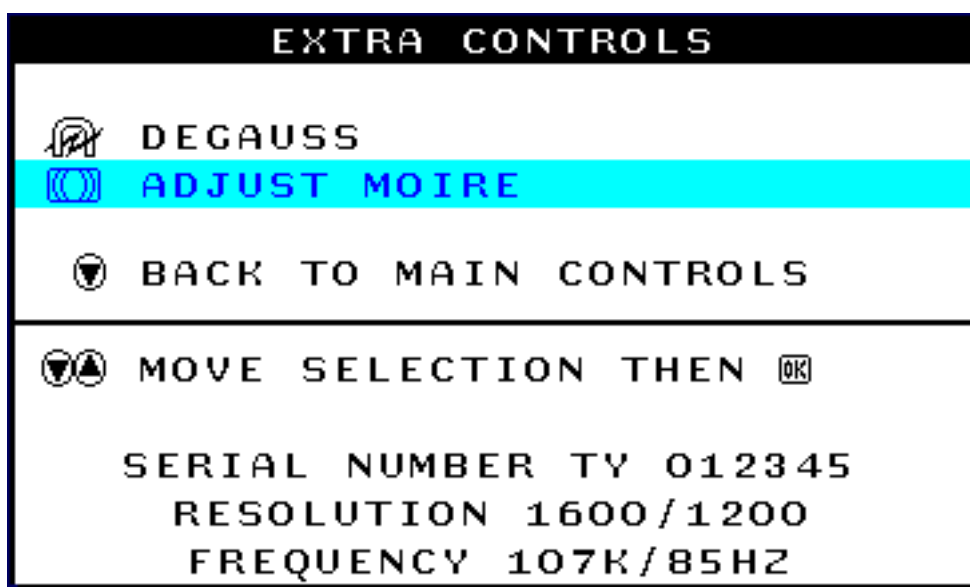 EXTRA CONTROLS
DEGAUSS
ADJUST MOIRE
BACK TO MAIN CONTROLS
MOVE SELECTION THEN OK
SERIAL NUMBER TY 012345
RESOLUTION 1600/1200
FREQUENCY 107K/85HZ